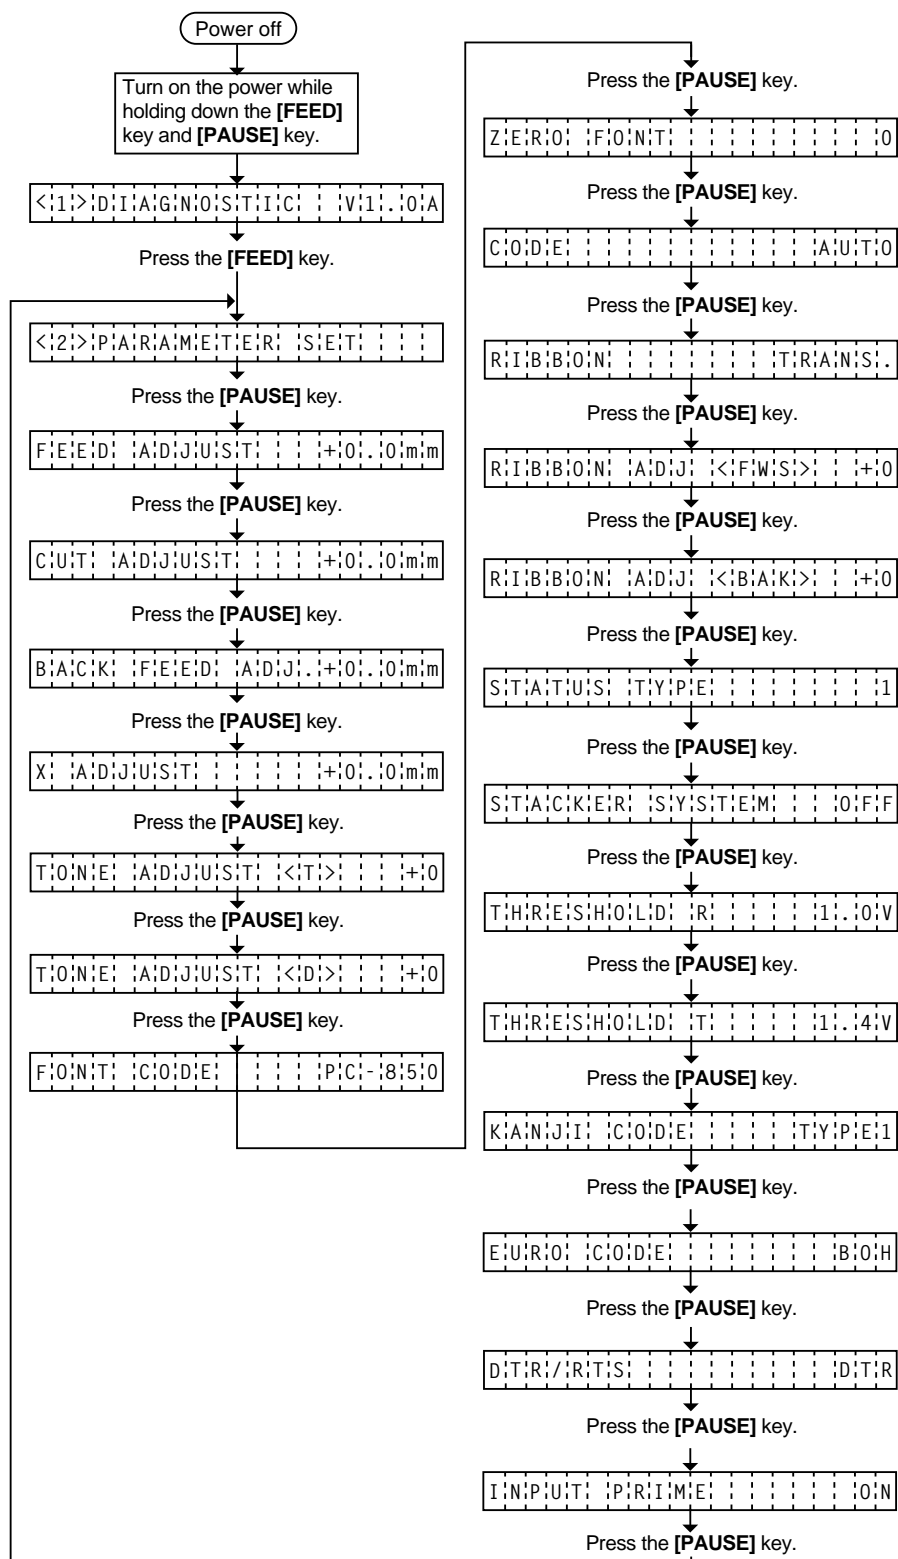 Power off
Turn on the power while
holding down the [FEED]
key and [PAUSE] key.
<1>DIAGNOSTIC V1.0A
Press the [FEED] key.
<2>PARAMETER SET
Press the [PAUSE] key.
FEED ADJUST +0.0mm
Press the [PAUSE] key.
CUT ADJUST +0.0mm
Press the [PAUSE] key.
BACK FEED ADJ.+0.0mm
Press the [PAUSE] key.
X ADJUST +0.0mm
Press the [PAUSE] key.
TONE ADJUST <T> +0
Press the [PAUSE] key.
TONE ADJUST <D> +0
Press the [PAUSE] key.
FONT CODE PC-850
Press the [PAUSE] key.
ZERO FONT 0
Press the [PAUSE] key.
CODE AUTO
Press the [PAUSE] key.
RIBBON TRANS.
Press the [PAUSE] key.
RIBBON ADJ <FWS> +0
Press the [PAUSE] key.
RIBBON ADJ <BAK> +0
Press the [PAUSE] key.
STATUS TYPE 1
Press the [PAUSE] key.
STACKER SYSTEM OFF
Press the [PAUSE] key.
THRESHOLD R 1.0V
Press the [PAUSE] key.
THRESHOLD T 1.4V
Press the [PAUSE] key.
KANJI CODE TYPE1
Press the [PAUSE] key.
EURO CODE B0H
Press the [PAUSE] key.
DTR/RTS DTR
Press the [PAUSE] key.
INPUT PRIME ON
Press the [PAUSE] key.